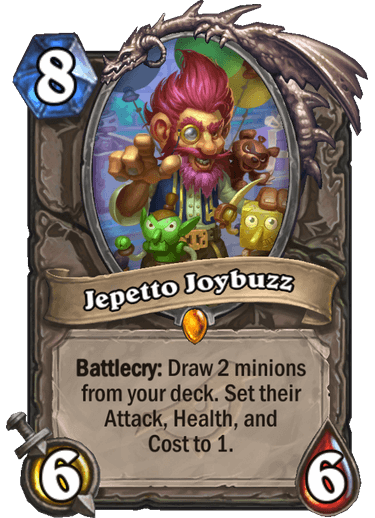 8
Jepetto Joybuzz
Battlecry: Draw 2 minions
from your deck. Set their
Attack, Health, and
Cost to 1.
6
6